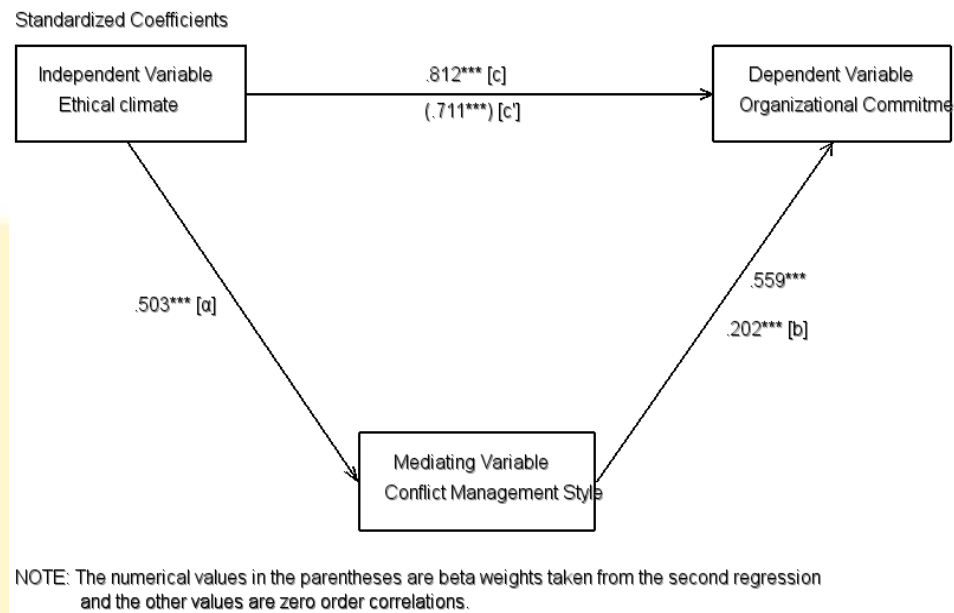 Standardized Coefficients
Independent Variable
Ethical climate
.812*** [c]
(.711***) [c']
Dependent Variable
Organizational Commitme
.503*** [α]
.559***
.202*** [b]
Mediating Variable
Conflict Management Style
NOTE: The numerical values in the parentheses are beta weights taken from the second regression
and the other values are zero order correlations.